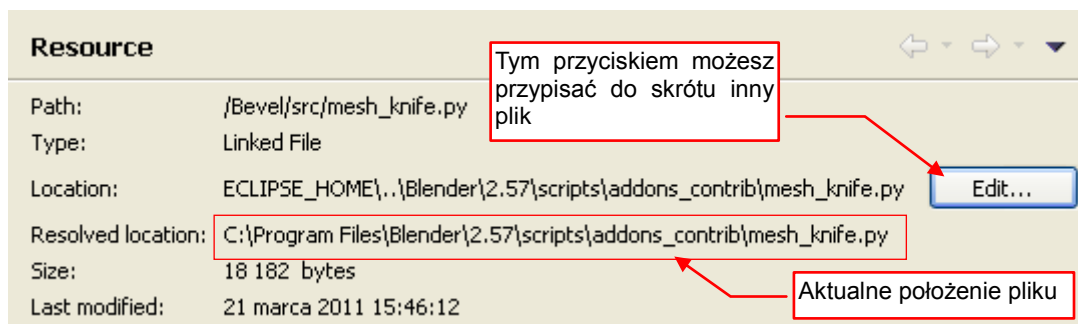 Resource
Tym przyciskiem możesz
przypisać do skrótu inny
plik
Path: /Bevel/src/mesh_knife.py
Type: Linked File
Location: ECLIPSE_HOME\..\Blender\2.57\scripts\addons_contrib\mesh_knife.py Edit...
Resolved location: C:\Program Files\Blender\2.57\scripts\addons_contrib\mesh_knife.py
Size: 18 182 bytes
Aktualne położenie pliku
Last modified: 21 marca 2011 15:46:12